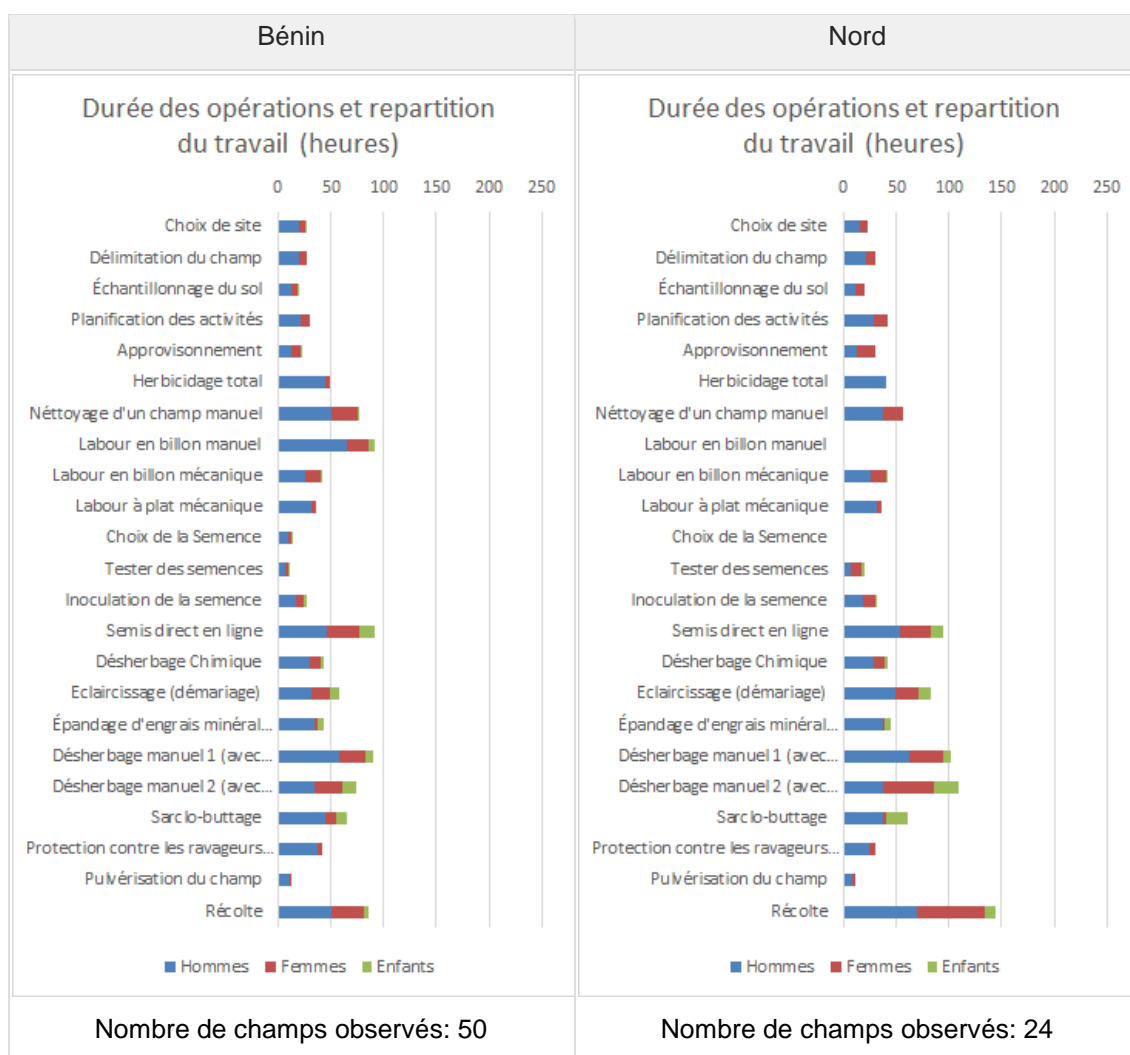 Bénin
Durée des opérations et repartition
du travail (heures)
0 50 100 150 200 250
Choix de site
Délimitation du champ
Échantillonnage du sol
Planification des activités
Approvisonnement
Herbicidage total
Néttoyage d'un champ manuel
Labour en billon manuel
Labour en billon mécanique
Labour à plat mécanique
Choix de la Semence
Tester des semences
Inoculation de la semence
Semis direct en ligne
Désherbage Chimique
Eclaircissage (démariage)
Épandage d'engrais minéral...
Désherbage manuel 1 (avec...
Désherbage manuel 2 (avec...
Sarclo-buttage
Protection contre les ravageurs...
Pulvérisation du champ
Récolte
Hommes Femmes Enfants
Nombre de champs observés: 50
Nord
Durée des opérations et repartition
du travail (heures)
0 50 100 150 200 250
Choix de site
Délimitation du champ
Échantillonnage du sol
Planification des activités
Approvisonnement
Herbicidage total
Néttoyage d'un champ manuel
Labour en billon manuel
Labour en billon mécanique
Labour à plat mécanique
Choix de la Semence
Tester des semences
Inoculation de la semence
Semis direct en ligne
Désherbage Chimique
Eclaircissage (démariage)
Épandage d'engrais minéral...
Désherbage manuel 1 (avec...
Désherbage manuel 2 (avec...
Sarclo-buttage
Protection contre les ravageurs...
Pulvérisation du champ
Récolte
Hommes Femmes Enfants
Nombre de champs observés: 24